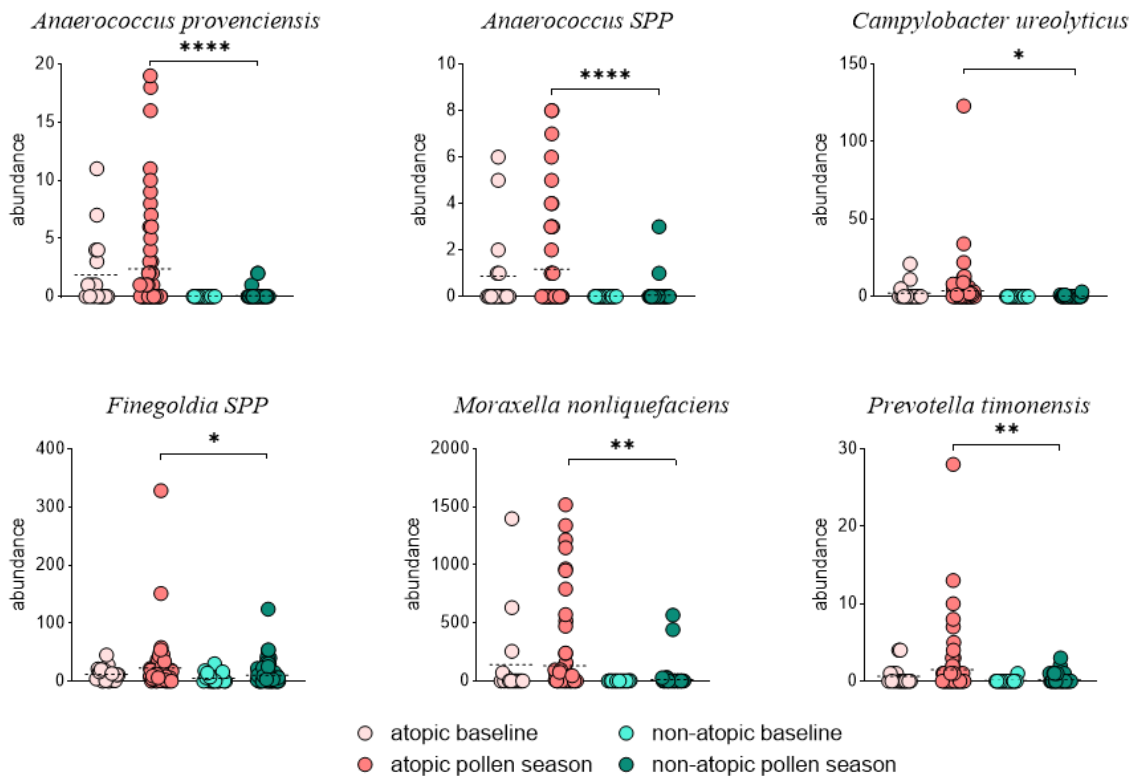 Anaerococcus provenciensis
****
20
15
10
5
0
abundance
Anaerococcus SPP
****
8
6
4
2
0
abundance
Campylobacter ureolyticus
*
150
100
50
0
abundance
Finegoldia SPP
*
400
300
200
100
0
abundance
Moraxella nonliquefaciens
**
2000
1500
1000
500
0
abundance
Prevotella timonensis
**
30
20
10
0
abundance
atopic baseline
non-atopic baseline
atopic pollen season
non-atopic pollen season